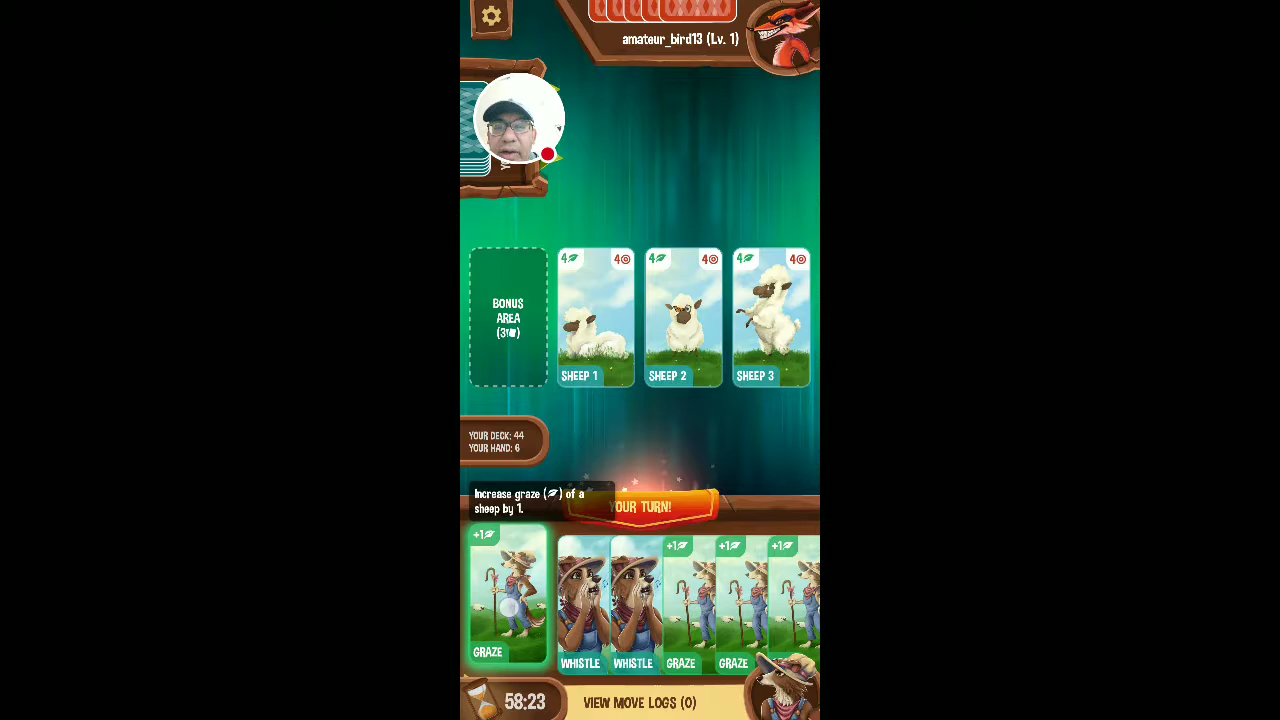 amateur_bird13 (Lv. 1)
4 4
4 4
4 4
BONUS
AREA
(3)
SHEEP 1
SHEEP 2
SHEEP 3
YOUR DECK: 44
YOUR HAND: 6
Increase graze () of a
sheep by 1.
YOUR TURN!
+1
+1
+1
+1
GRAZE
WHISTLE
WHISTLE
GRAZE
GRAZE
58:23
VIEW MOVE LOGS (0)